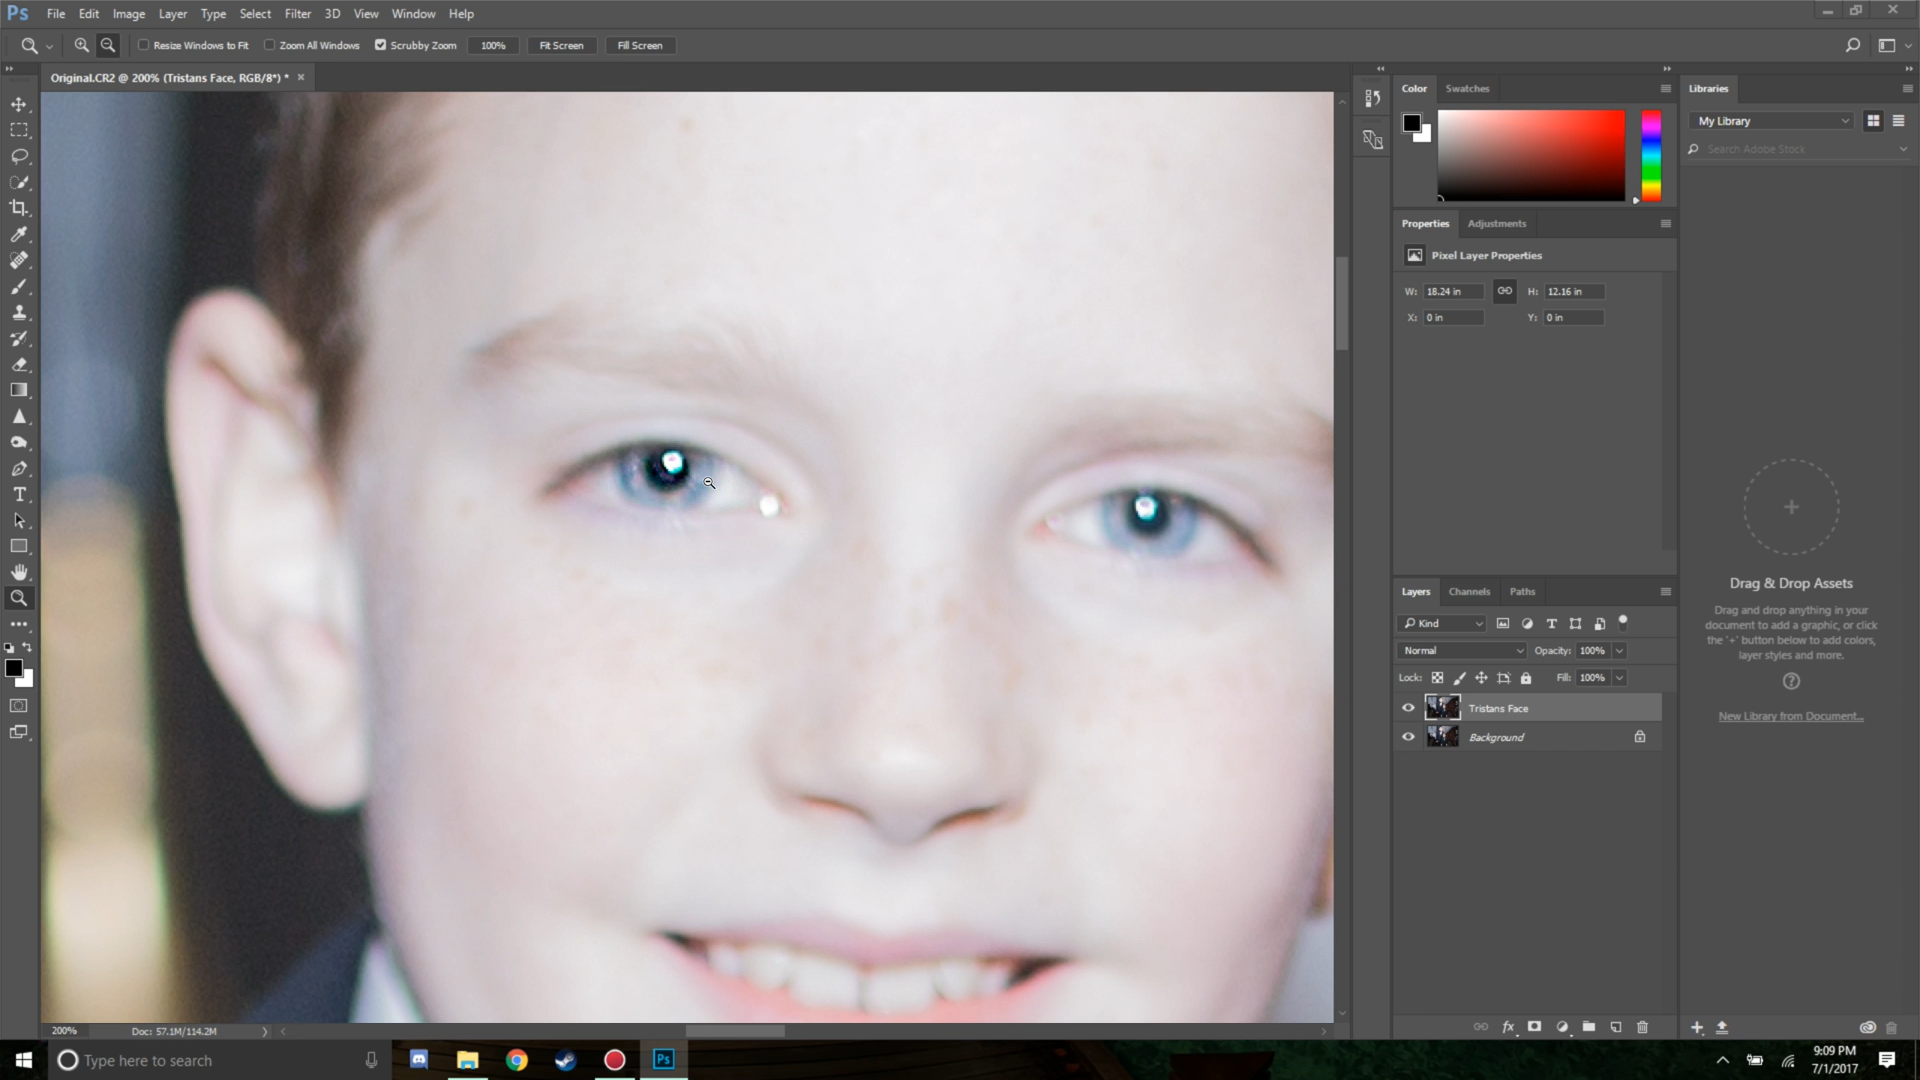 Ps File Edit Image Layer Type Select Filter 3D View Window Help
Resize Windows to Fit Zoom All Windows Scrubby Zoom 100% Fit Screen Fill Screen
Original.CR2 @ 200% (Tristans Face, RGB/8*) *
Color Swatches
Libraries
My Library
Search Adobe Stock
Properties Adjustments
Pixel Layer Properties
W: 18.24 in H: 12.16 in
X: 0 in Y: 0 in
Drag & Drop Assets
Drag and drop anything in your
document to add a graphic, or click
the '+' button below to add colors,
layer styles and more.
New Library from Document...
Layers Channels Paths
Kind
Normal Opacity: 100%
Lock: Fill: 100%
Tristans Face
Background
200% Doc: 57.1M/114.2M
Type here to search
Ps
9:09 PM
7/1/2017